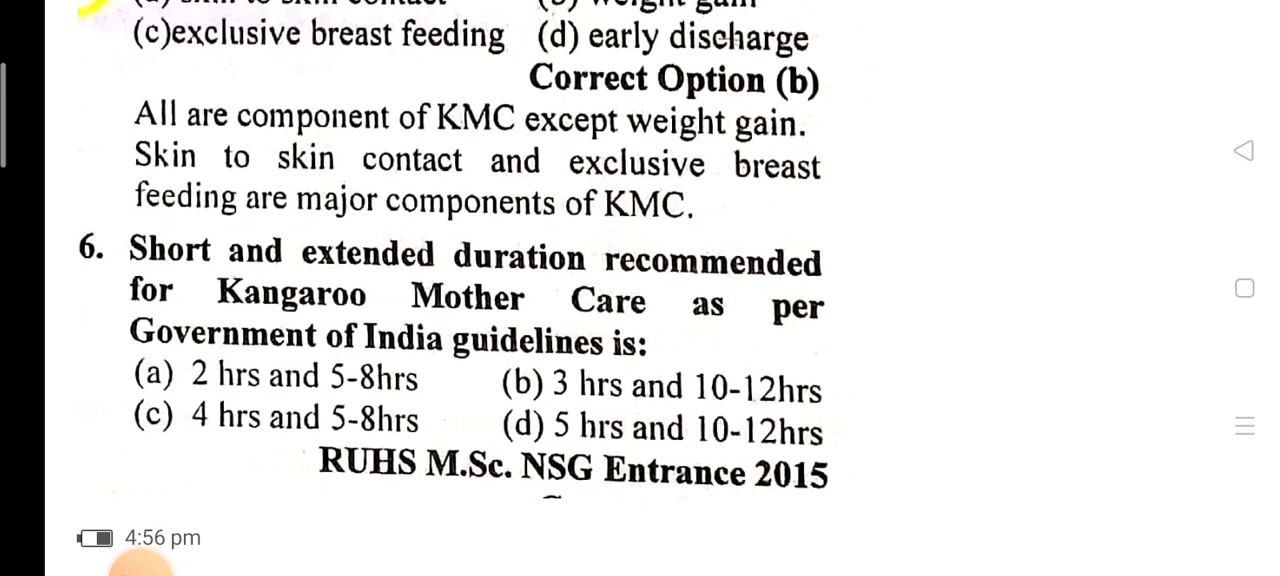 (c)exclusive breast feeding (d) early discharge
Correct Option (b)
All are component of KMC except weight gain.
Skin to skin contact and exclusive breast
feeding are major components of KMC.
6. Short and extended duration recommended
for Kangaroo Mother Care as per
Government of India guidelines is:
(a) 2 hrs and 5-8hrs (b) 3 hrs and 10-12hrs
(c) 4 hrs and 5-8hrs (d) 5 hrs and 10-12hrs
RUHS M.Sc. NSG Entrance 2015
4:56 pm